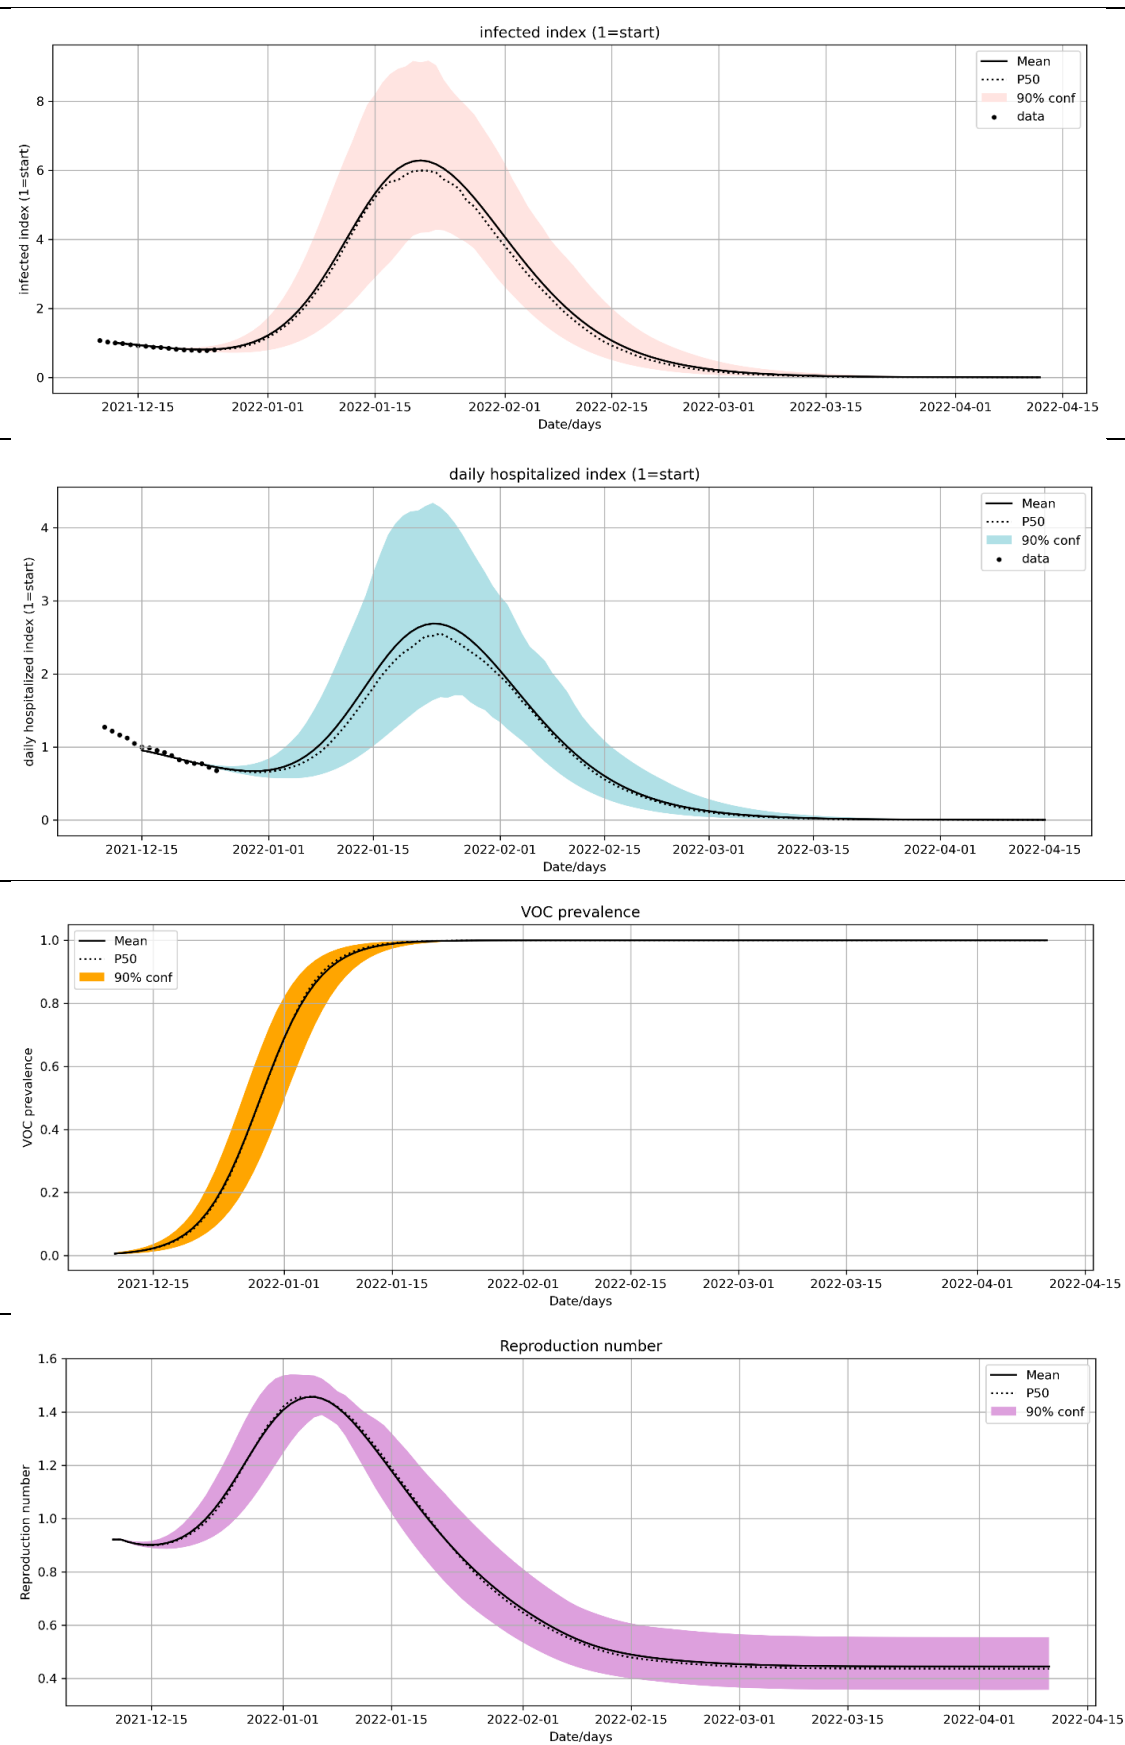 infected index (1=start)
Mean
P50
90% conf
data
infected index (1=start)
8
6
4
2
0
2021-12-15 2022-01-01 2022-01-15 2022-02-01 2022-02-15 2022-03-01 2022-03-15 2022-04-01 2022-04-15
Date/days
daily hospitalized index (1=start)
Mean
P50
90% conf
data
daily hospitalized index (1=start)
4
3
2
1
0
2021-12-15 2022-01-01 2022-01-15 2022-02-01 2022-02-15 2022-03-01 2022-03-15 2022-04-01 2022-04-15
Date/days
VOC prevalence
Mean
P50
90% conf
VOC prevalence
1.0
0.8
0.6
0.4
0.2
0.0
2021-12-15 2022-01-01 2022-01-15 2022-02-01 2022-02-15 2022-03-01 2022-03-15 2022-04-01 2022-04-15
Date/days
Reproduction number
Mean
P50
90% conf
Reproduction number
1.6
1.4
1.2
1.0
0.8
0.6
0.4
2021-12-15 2022-01-01 2022-01-15 2022-02-01 2022-02-15 2022-03-01 2022-03-15 2022-04-01 2022-04-15
Date/days